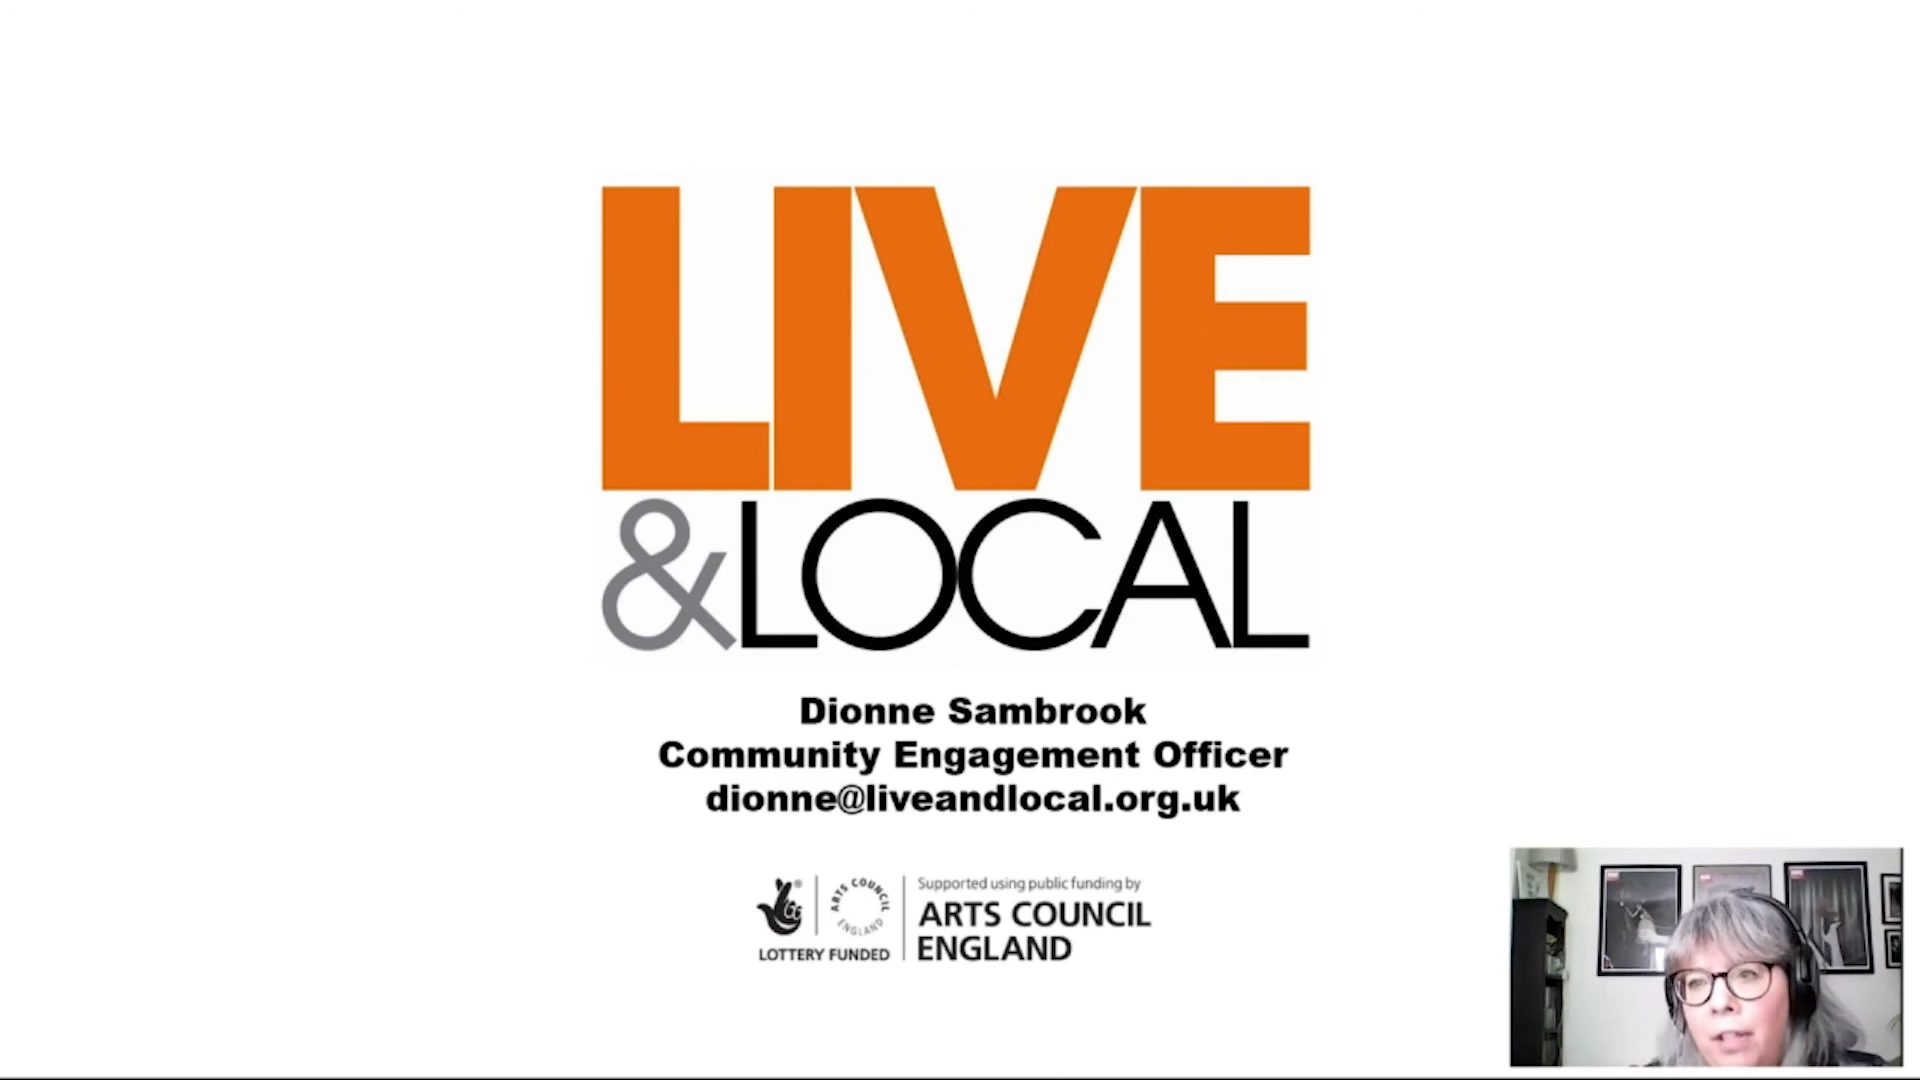 LIVE
&LOCAL
Dionne Sambrook
Community Engagement Officer
dionne@liveandlocal.org.uk
LOTTERY FUNDED
ARTS COUNCIL ENGLAND
Supported using public funding by
ARTS COUNCIL
ENGLAND